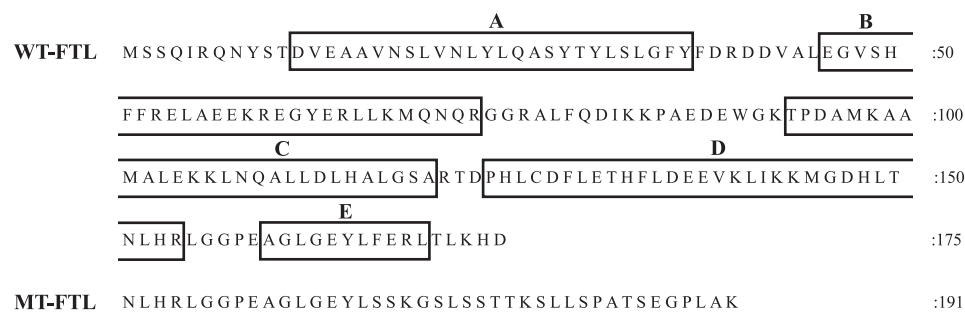 A B
WT-FTL MSSQIRQNYSTDVEAAVNSLVNLYLQASYTYLSLGFYFDRDDVALEGVSH :50
FFRELAEEKREGYERLLKMQNQRGGRALFQDIKKPAEDEWGKTPDAMKAA :100
C D
MALEKKLNQALLDLHALGSARTDPHLCDFLETHFLDEEVKLIKKMGDHLT :150
E
NLHRLGGPEAGLGEYLFERLTLKHD :175
MT-FTL NLHRLGGPEAGLGEYLSSKGSLSSTTKSLLSPATSEGPLAK :191